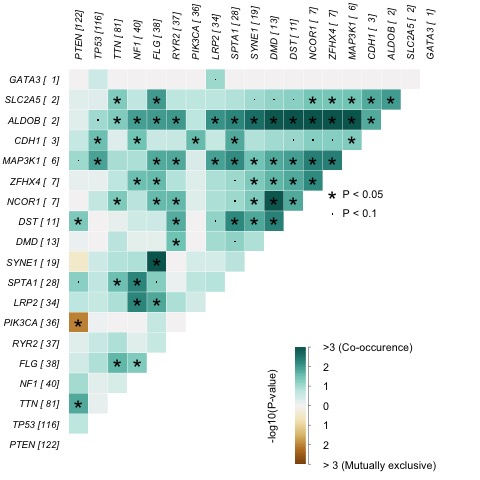 PTEN [122]
TP53 [116]
TTN [ 81]
NF1 [ 40]
FLG [ 38]
RYR2 [ 37]
PIK3CA [ 36]
LRP2 [ 34]
SPTA1 [ 28]
SYNE1 [ 19]
DMD [ 13]
DST [ 11]
NCOR1 [ 7]
ZFHX4 [ 7]
MAP3K1 [ 6]
CDH1 [ 3]
ALDOB [ 2]
SLC2A5 [ 2]
GATA3 [ 1]
GATA3 [ 1]
SLC2A5 [ 2]
ALDOB [ 2]
CDH1 [ 3]
MAP3K1 [ 6]
ZFHX4 [ 7]
NCOR1 [ 7]
DST [ 11]
DMD [ 13]
SYNE1 [ 19]
SPTA1 [ 28]
LRP2 [ 34]
PIK3CA [ 36]
RYR2 [ 37]
FLG [ 38]
NF1 [ 40]
TTN [ 81]
TP53 [116]
PTEN [122]
* P < 0.05
· P < 0.1
-log10(P-value)
>3 (Co-occurence)
2
1
0
1
2
> 3 (Mutually exclusive)